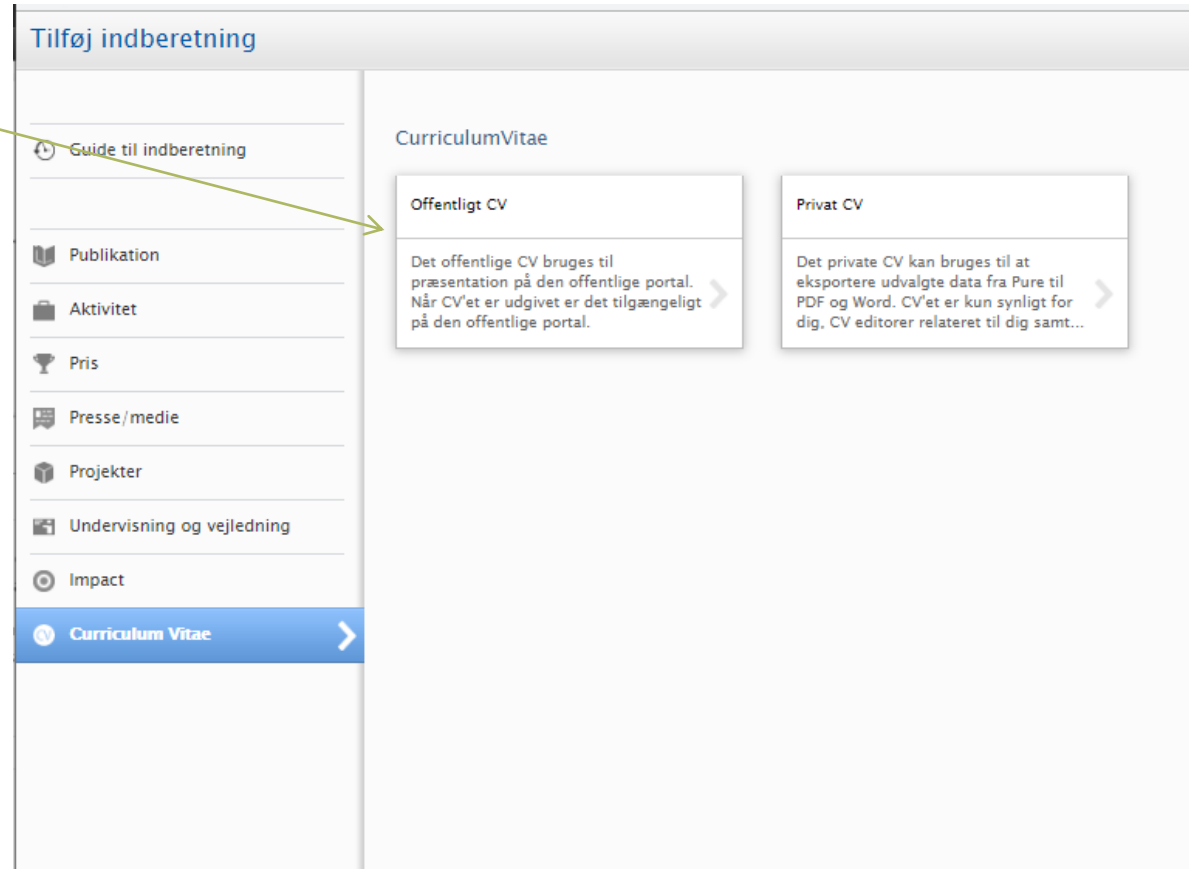 Tilføj indberetning
Guide til indberetning
Publikation
Aktivitet
Pris
Presse/medie
Projekter
Undervisning og vejledning
Impact
CV Curriculum Vitae
CurriculumVitae
Offentligt CV
Det offentlige CV bruges til
præsentation på den offentlige portal.
Når CV'et er udgivet er det tilgængeligt
på den offentlige portal.
Privat CV
Det private CV kan bruges til at
eksportere udvalgte data fra Pure til
PDF og Word. CV'et er kun synligt for
dig, CV editorer relateret til dig samt...